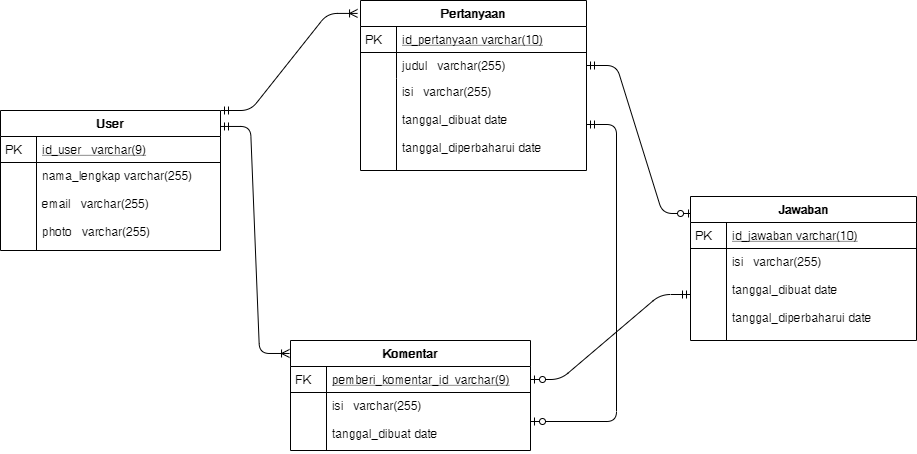 Pertanyaan
PK id_pertanyaan varchar(10)
judul varchar(255)
isi varchar(255)
tanggal_dibuat date
tanggal_diperbaharui date
User
PK id_user varchar(9)
nama_lengkap varchar(255)
email varchar(255)
photo varchar(255)
Jawaban
PK id_jawaban varchar(10)
isi varchar(255)
tanggal_dibuat date
tanggal_diperbaharui date
Komentar
FK pemberi_komentar_id varchar(9)
isi varchar(255)
tanggal_dibuat date